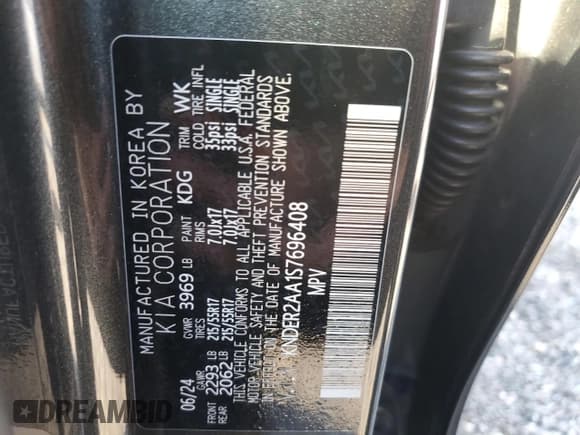 MANUFACTURED IN KOREA BY
KIA CORPORATION
06/24 GVWR 3969 LB PAINT KDG TRIM WK
GAWR TIRES RIMS COLD TIRE INFL
FRONT 2293 LB 215/55R17 7.0Jx17 35psi SINGLE
REAR 2062 LB 215/55R17 7.0Jx17 33psi SINGLE
THIS VEHICLE CONFORMS TO ALL APPLICABLE U.S.A. FEDERAL
MOTOR VEHICLE SAFETY AND THEFT PREVENTION STANDARDS
IN EFFECT ON THE DATE OF MANUFACTURE SHOWN ABOVE.
V.I.N. : KNDER2AA1S7696408
MPV
DREAMBID